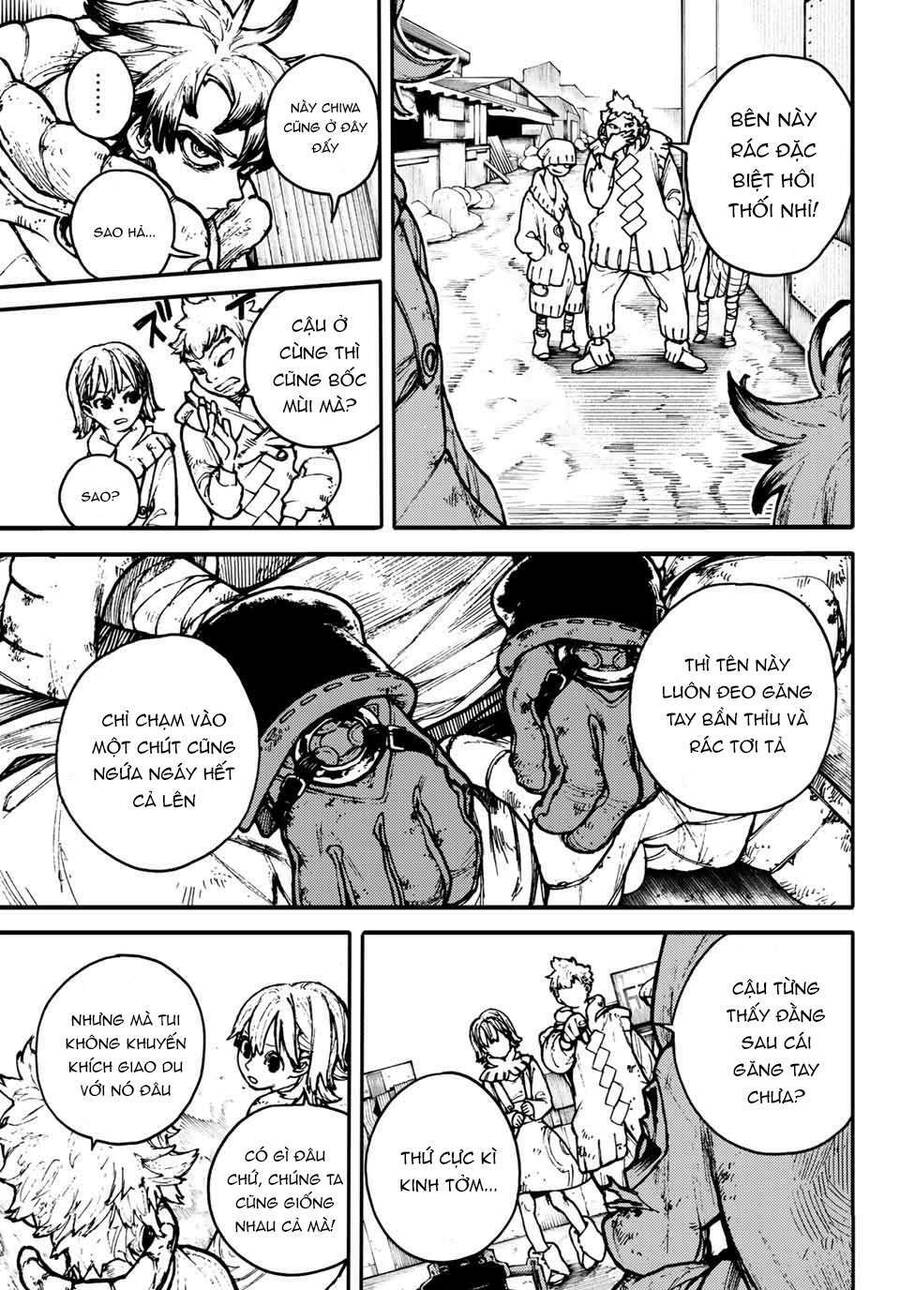 BÊN NÀY
RÁC ĐẶC
BIỆT HÔI
THỐI NHỈ!
NÀY CHIWA
CŨNG Ở ĐÂY
ĐẤY
......
SAO HẢ...
CẬU Ở
CÙNG THÌ
CŨNG BỐC
MÙI MÀ?
ズイ
SAO?
THÌ TÊN NÀY
LUÔN ĐEO GĂNG
TAY BẨN THỈU VÀ
RÁC TƠI TẢ
CHỈ CHẠM VÀO
MỘT CHÚT CŨNG
NGỨA NGÁY HẾT
CẢ LÊN
CẬU TỪNG
THẤY ĐẰNG
SAU CÁI
GĂNG TAY
CHƯA?
THỨ CỰC KÌ
KINH TỞM...
NHƯNG MÀ TUI
KHÔNG KHUYẾN
KHÍCH GIAO DU
VỚI NÓ ĐÂU
CÓ GÌ ĐÂU
CHỨ, CHÚNG TA
CŨNG GIỐNG
NHAU CẢ MÀ!